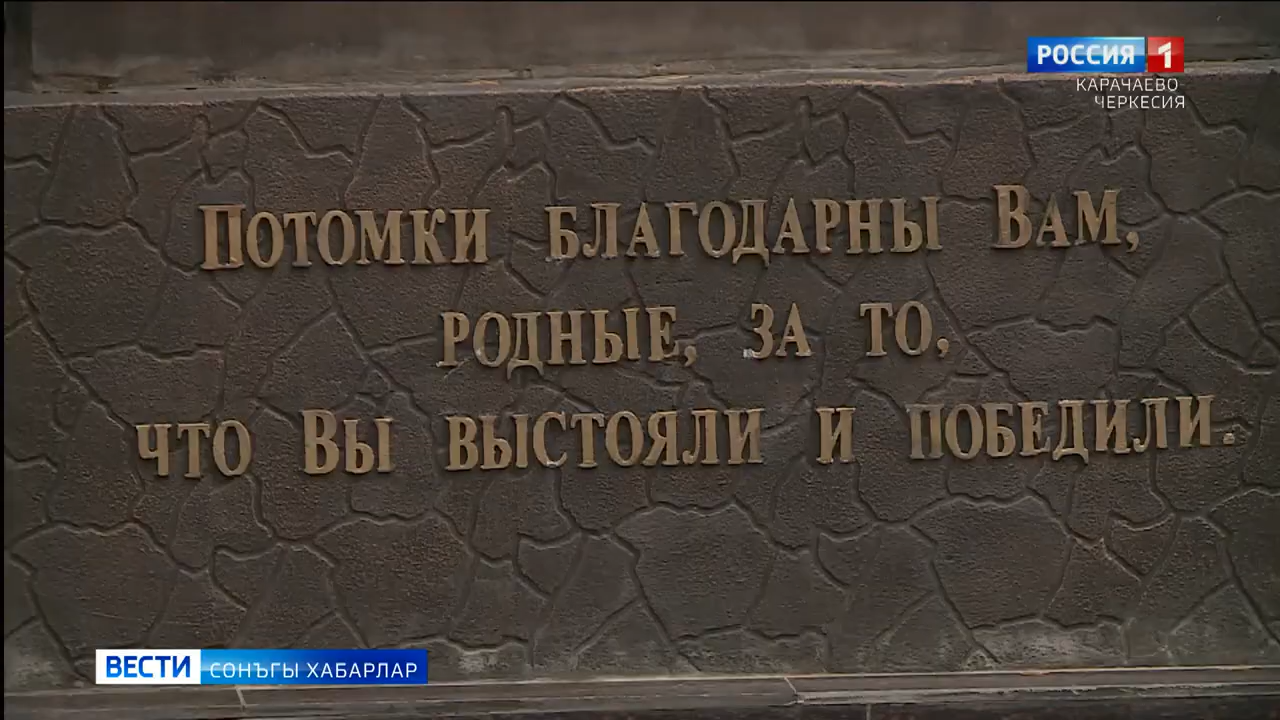 РОССИЯ 1
КАРАЧАЕВО
ЧЕРКЕСИЯ
Потомки благодарны Вам,
родные, за то,
что Вы выстояли и победили.
ВЕСТИ СОНЪГЫ ХАБАРЛАР